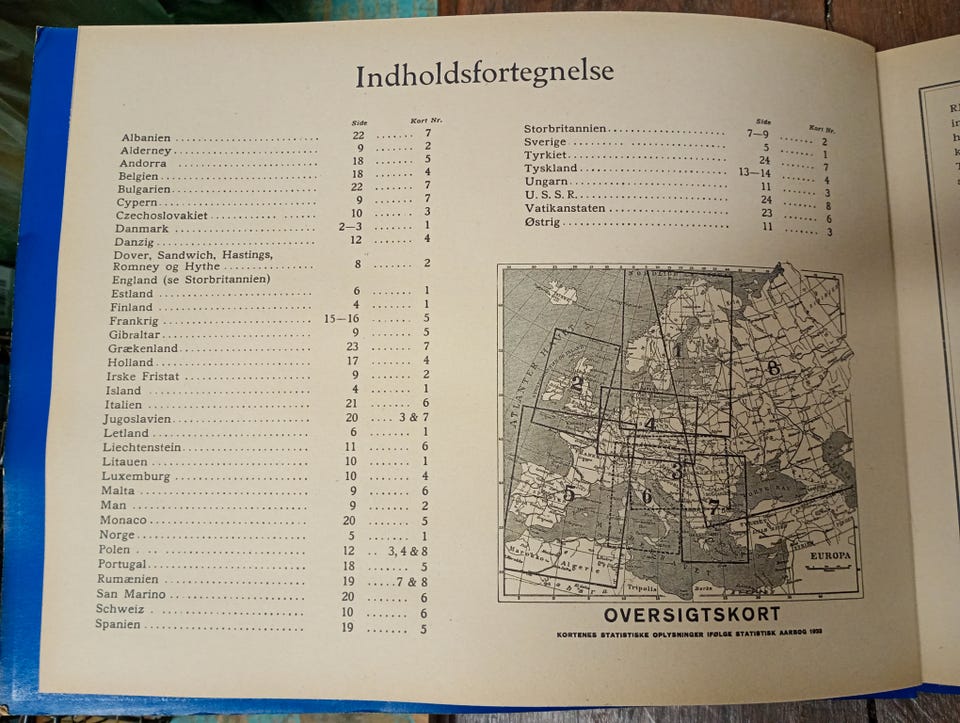 Indholdsfortegnelse
Side Kort Nr.
Albanien 22 7
Alderney 9 2
Andorra 18 5
Belgien 18 4
Bulgarien 22 7
Cypern 9 7
Czechoslovakiet 10 3
Danmark 2—3 1
Danzig 12 4
Dover, Sandwich, Hastings,
Romney og Hythe 8 2
England (se Storbritannien)
Estland 6 1
Finland 4 1
Frankrig 15—16 5
Gibraltar 9 5
Grækenland 23 7
Holland 17 4
Irske Fristat 9 2
Island 4 1
Italien 21 6
Jugoslavien 20 3 & 7
Letland 6 1
Liechtenstein 11 6
Litauen 10 1
Luxemburg 10 4
Malta 9 6
Man 9 2
Monaco 20 5
Norge 5 1
Polen 12 3, 4 & 8
Portugal 18 5
Rumænien 19 7 & 8
San Marino 20 6
Schweiz 10 6
Spanien 19 5
Side Kort Nr.
Storbritannien 7—9 2
Sverige 5 1
Tyrkiet 24 7
Tyskland 13—14 4
Ungarn 11 3
U. S. S. R. 24 8
Vatikanstaten 23 6
Østrig 11 3
ATLANTER HAV
1
2
8
4
3
5
6
7
Marokko
Algerie
Sahara
Tripolis
Barka
EUROPA
OVERSIGTSKORT
KORTENES STATISTISKE OPLYSNINGER IFØLGE STATISTISK AARBOG 1933